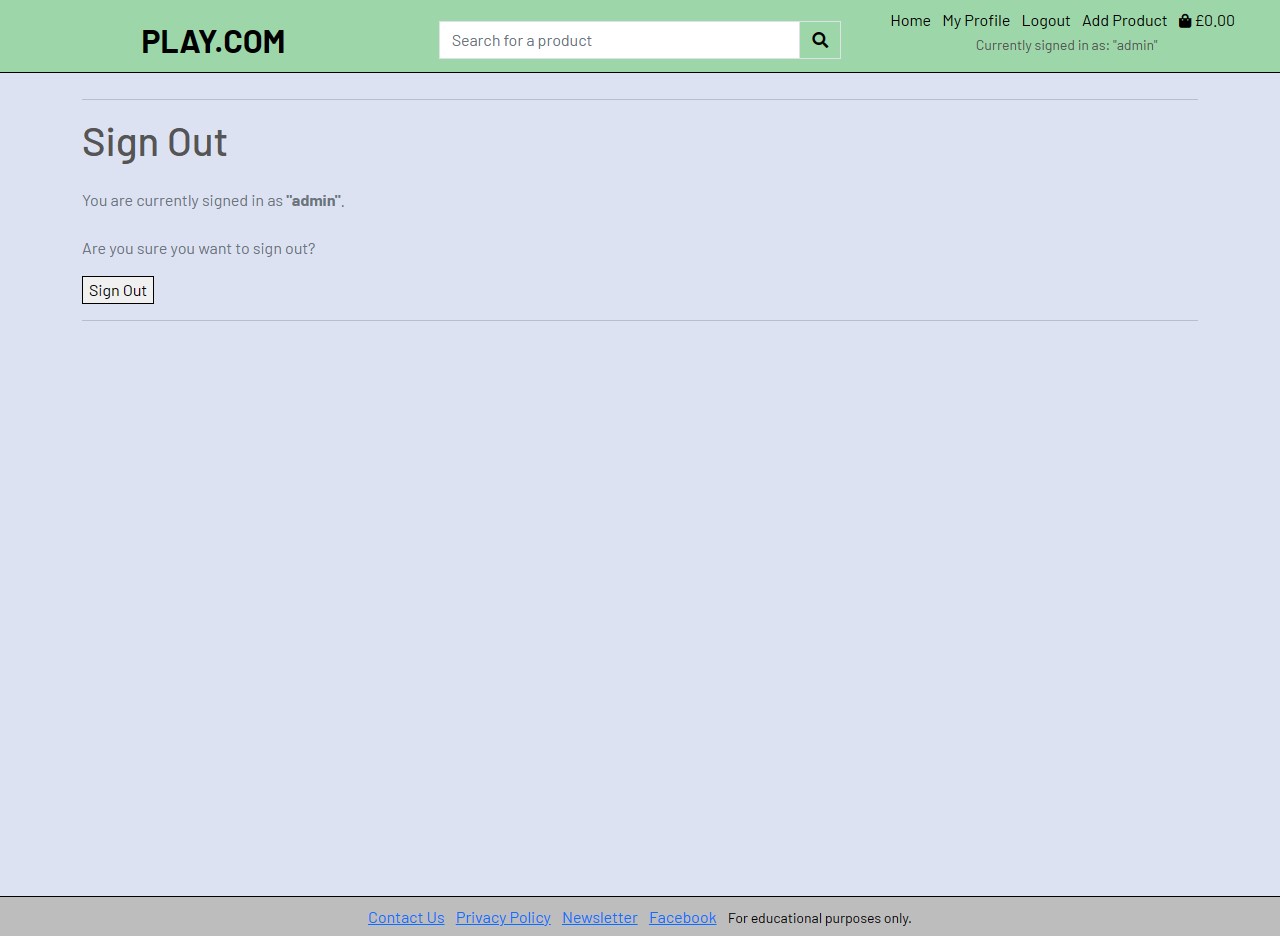 PLAY.COM
Search for a product
Home My Profile Logout Add Product £0.00
Currently signed in as: "admin"
Sign Out
You are currently signed in as "admin".
Are you sure you want to sign out?
Sign Out
Contact Us Privacy Policy Newsletter Facebook For educational purposes only.